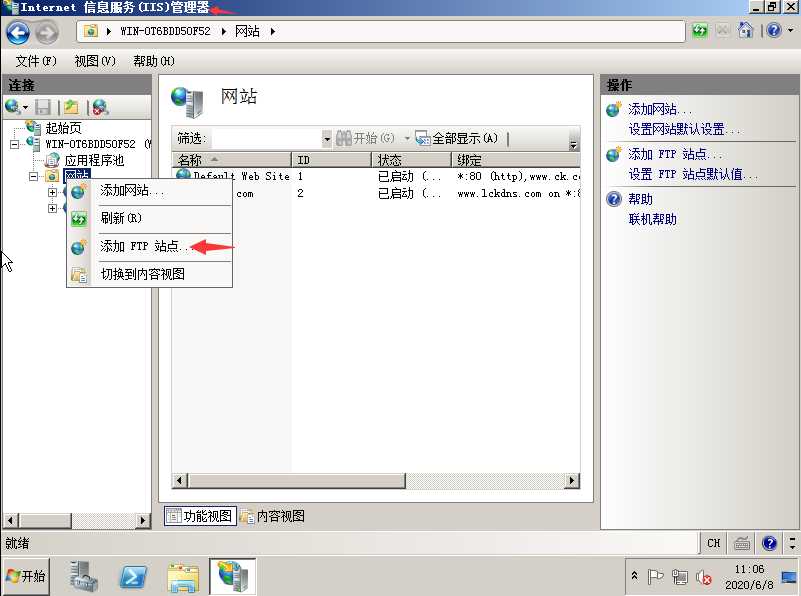 Internet 信息服务(IIS)管理器
WIN-OT6BDD5OF52 网站
文件(F) 视图(V) 帮助(H)
连接
起始页
WIN-OT6BDD5OF52 (W
应用程序池
网站
添加网站...
刷新(R)
添加 FTP 站点...
切换到内容视图
网站
筛选: 开始(G) 全部显示(A)
名称 ID 状态 绑定
Default Web Site 1 已启动 (... *:80 (http),www.ck.co
com 2 已启动 (... www.lckdns.com on *:8
功能视图 内容视图
操作
添加网站...
设置网站默认设置...
添加 FTP 站点...
设置 FTP 站点默认值...
帮助
联机帮助
就绪
CH
开始
11:06
2020/6/8